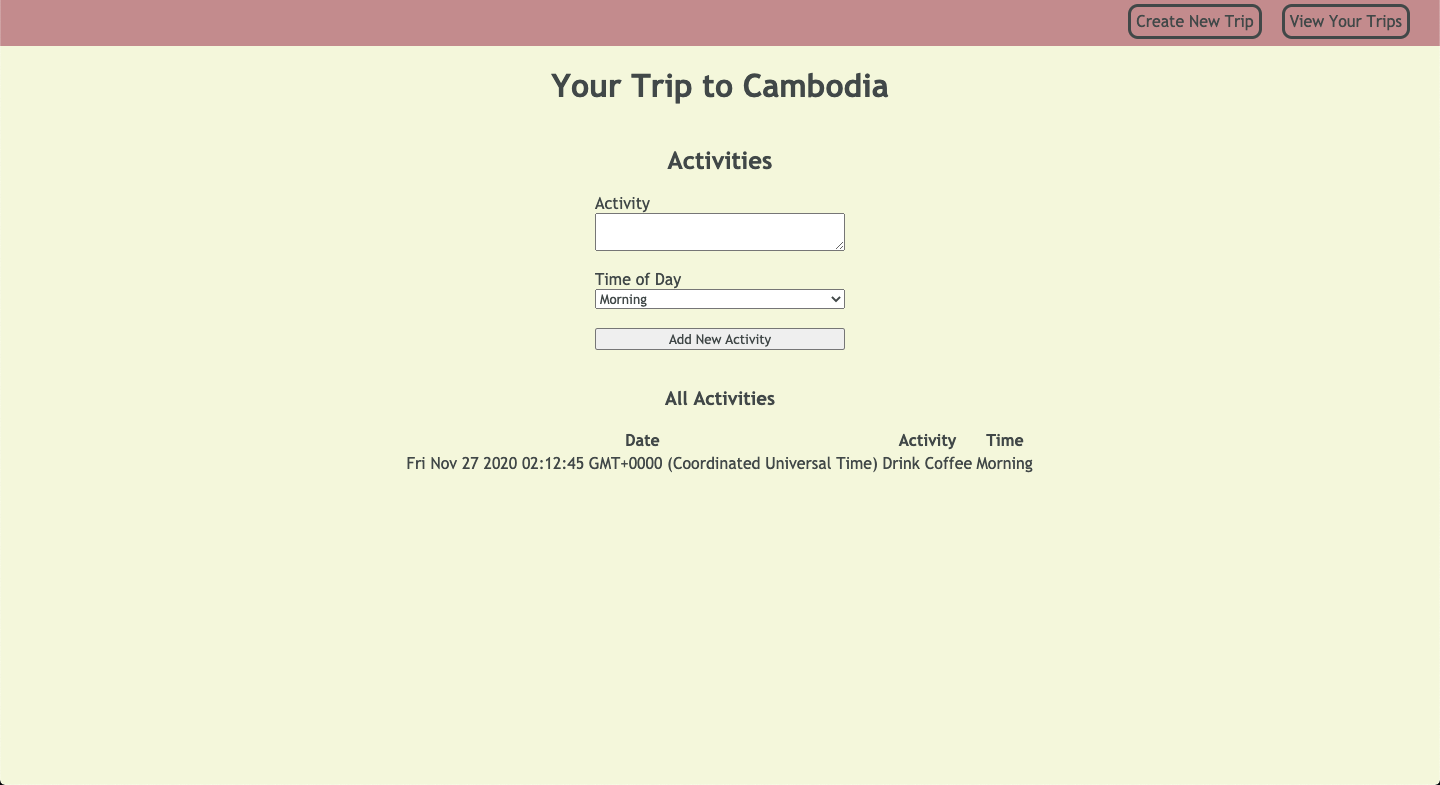 Create New Trip View Your Trips
Your Trip to Cambodia
Activities
Activity
Time of Day
Morning
Add New Activity
All Activities
Date Activity Time
Fri Nov 27 2020 02:12:45 GMT+0000 (Coordinated Universal Time) Drink Coffee Morning